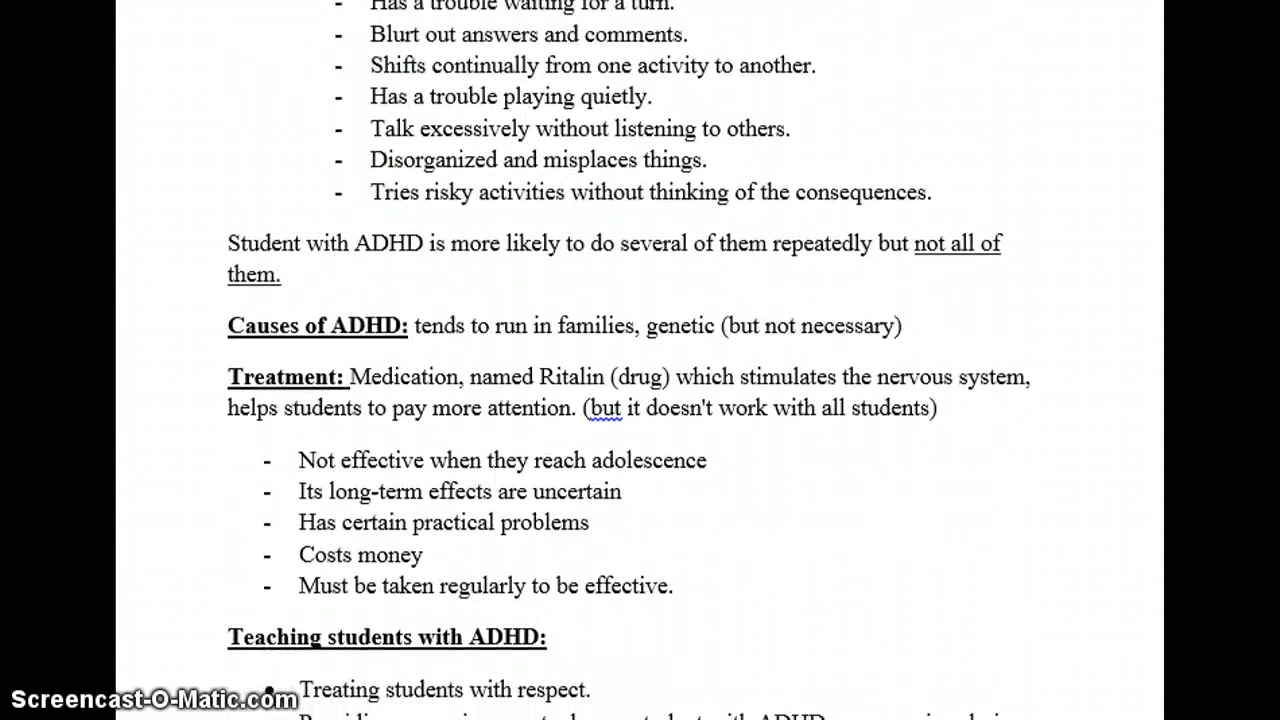 - Has a trouble waiting for a turn.
- Blurt out answers and comments.
- Shifts continually from one activity to another.
- Has a trouble playing quietly.
- Talk excessively without listening to others.
- Disorganized and misplaces things.
- Tries risky activities without thinking of the consequences.
Student with ADHD is more likely to do several of them repeatedly but not all of
them.
Causes of ADHD: tends to run in families, genetic (but not necessary)
Treatment: Medication, named Ritalin (drug) which stimulates the nervous system,
helps students to pay more attention. (but it doesn't work with all students)
- Not effective when they reach adolescence
- Its long-term effects are uncertain
- Has certain practical problems
- Costs money
- Must be taken regularly to be effective.
Teaching students with ADHD:
• Treating students with respect.
Screencast-O-Matic.com